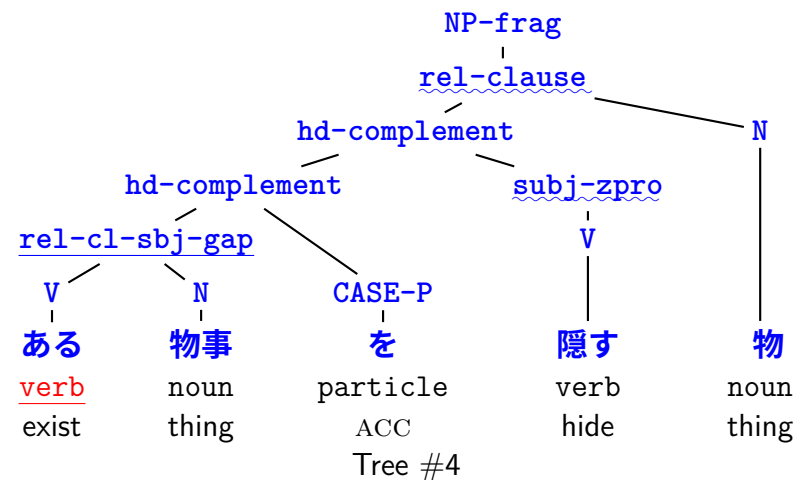 NP-frag
rel-clause
hd-complement N
hd-complement subj-zpro
rel-cl-sbj-gap V
V N CASE-P
ある 物事 を 隠す 物
verb noun particle verb noun
exist thing ACC hide thing
Tree #4